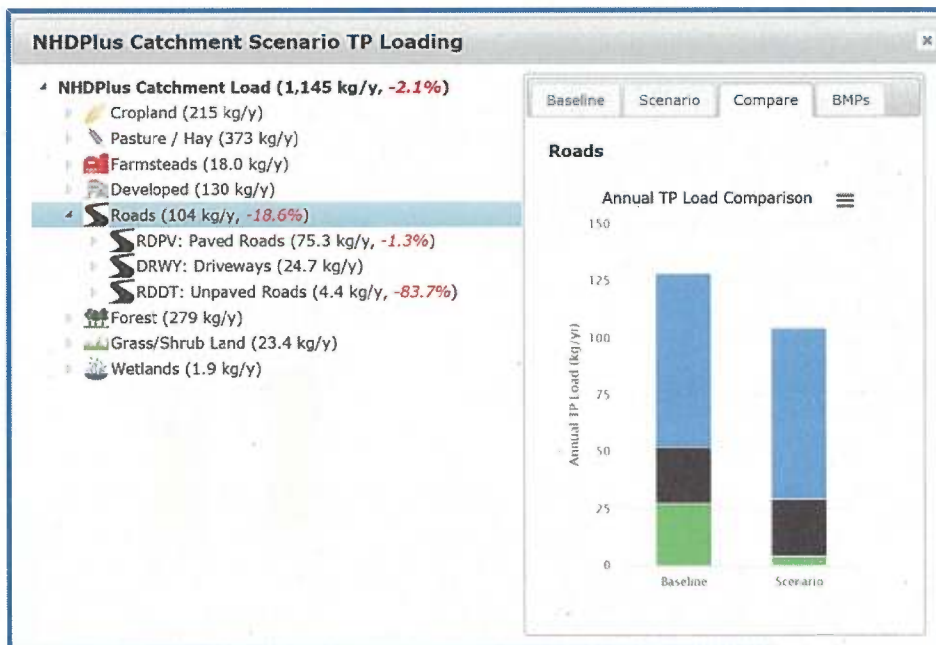 NHDPlus Catchment Scenario TP Loading
NHDPlus Catchment Load (1,145 kg/y, -2.1%)
Cropland (215 kg/y)
Pasture / Hay (373 kg/y)
Farmsteads (18.0 kg/y)
Developed (130 kg/y)
Roads (104 kg/y, -18.6%)
RDPV: Paved Roads (75.3 kg/y, -1.3%)
DRWY: Driveways (24.7 kg/y)
RDDT: Unpaved Roads (4.4 kg/y, -83.7%)
Forest (279 kg/y)
Grass/Shrub Land (23.4 kg/y)
Wetlands (1.9 kg/y)
Baseline Scenario Compare BMPs
Roads
Annual TP Load Comparison
Annual TP Load (kg/yr)
150
125
100
75
50
25
0
Baseline Scenario